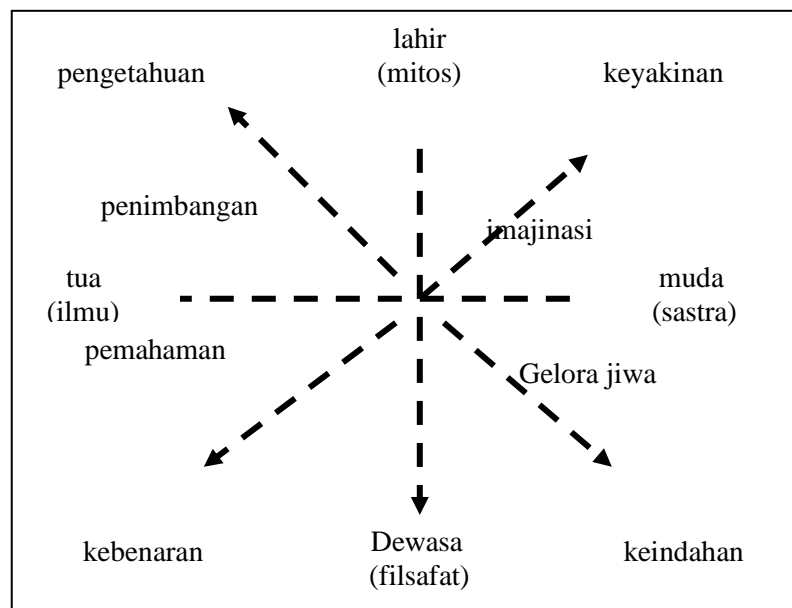 lahir
pengetahuan (mitos) keyakinan
penimbangan
imajinasi
tua muda
(ilmu) (sastra)
pemahaman
Gelora jiwa
Dewasa
kebenaran (filsafat) keindahan